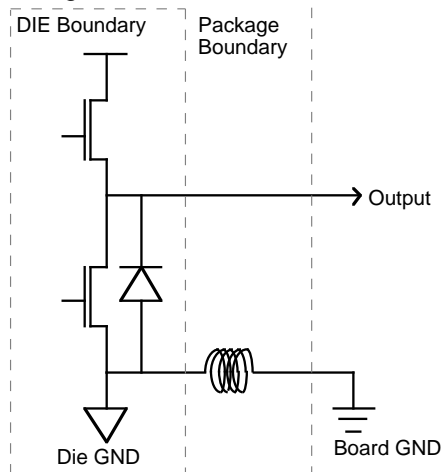 DIE Boundary
Package
Boundary
Output
Die GND
Board GND